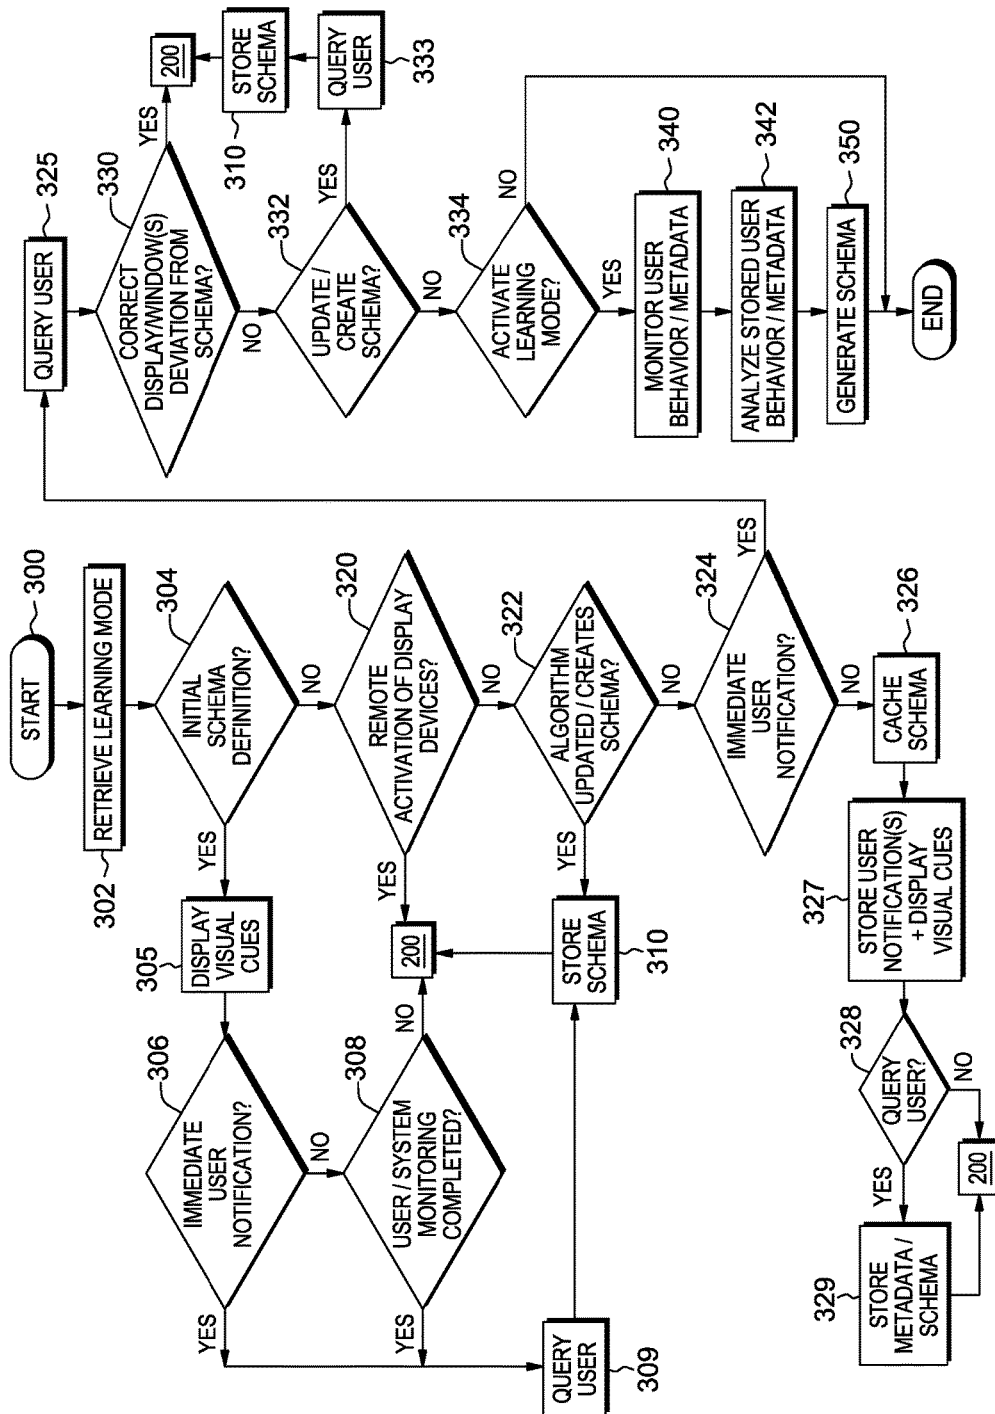 START
300
RETRIEVE LEARNING MODE
302
INITIAL
SCHEMA
DEFINITION?
304
YES
NO
DISPLAY
VISUAL
CUES
305
IMMEDIATE
USER
NOTIFICATION?
306
YES
NO
USER / SYSTEM
MONITORING
COMPLETED?
308
YES
NO
QUERY
USER
309
REMOTE
ACTIVATION OF DISPLAY
DEVICES?
320
YES
NO
200
ALGORITHM
UPDATED / CREATES
SCHEMA?
322
YES
NO
STORE
SCHEMA
310
IMMEDIATE
USER
NOTIFICATION?
324
YES
NO
CACHE
SCHEMA
326
STORE USER
NOTIFICATION(S)
+ DISPLAY
VISUAL CUES
327
QUERY
USER?
328
YES
NO
200
STORE
METADATA /
SCHEMA
329
QUERY USER
325
CORRECT
DISPLAY/WINDOW(S)
DEVIATION FROM
SCHEMA?
330
YES
NO
200
STORE
SCHEMA
310
UPDATE /
CREATE
SCHEMA?
332
YES
NO
QUERY
USER
333
ACTIVATE
LEARNING
MODE?
334
NO
YES
MONITOR USER
BEHAVIOR / METADATA
340
ANALYZE STORED USER
BEHAVIOR / METADATA
342
GENERATE SCHEMA
350
END